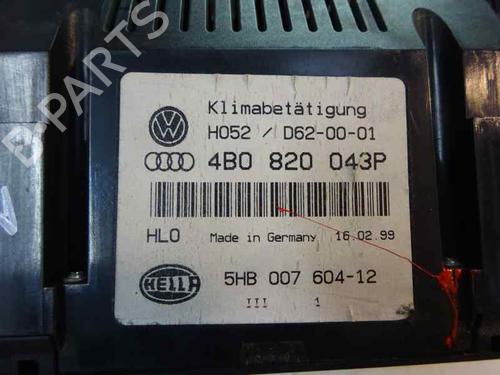 B-PARTS
Klimabetätigung
H052 / D62-00-01
4B0 820 043P
HLO Made in Germany 16.02.99
HELLA 5HB 007 604-12
III 1